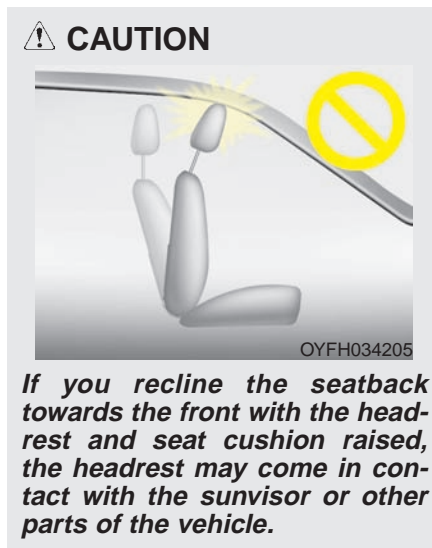 CAUTION
OYFH034205
If you recline the seatback
towards the front with the head-
rest and seat cushion raised,
the headrest may come in con-
tact with the sunvisor or other
parts of the vehicle.